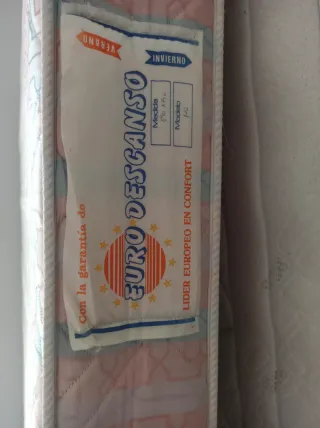 VERANO
INVIERNO
Con la garantía de
EURO DESCANSO
Medida
Modelo
LIDER EUROPEO EN CONFORT